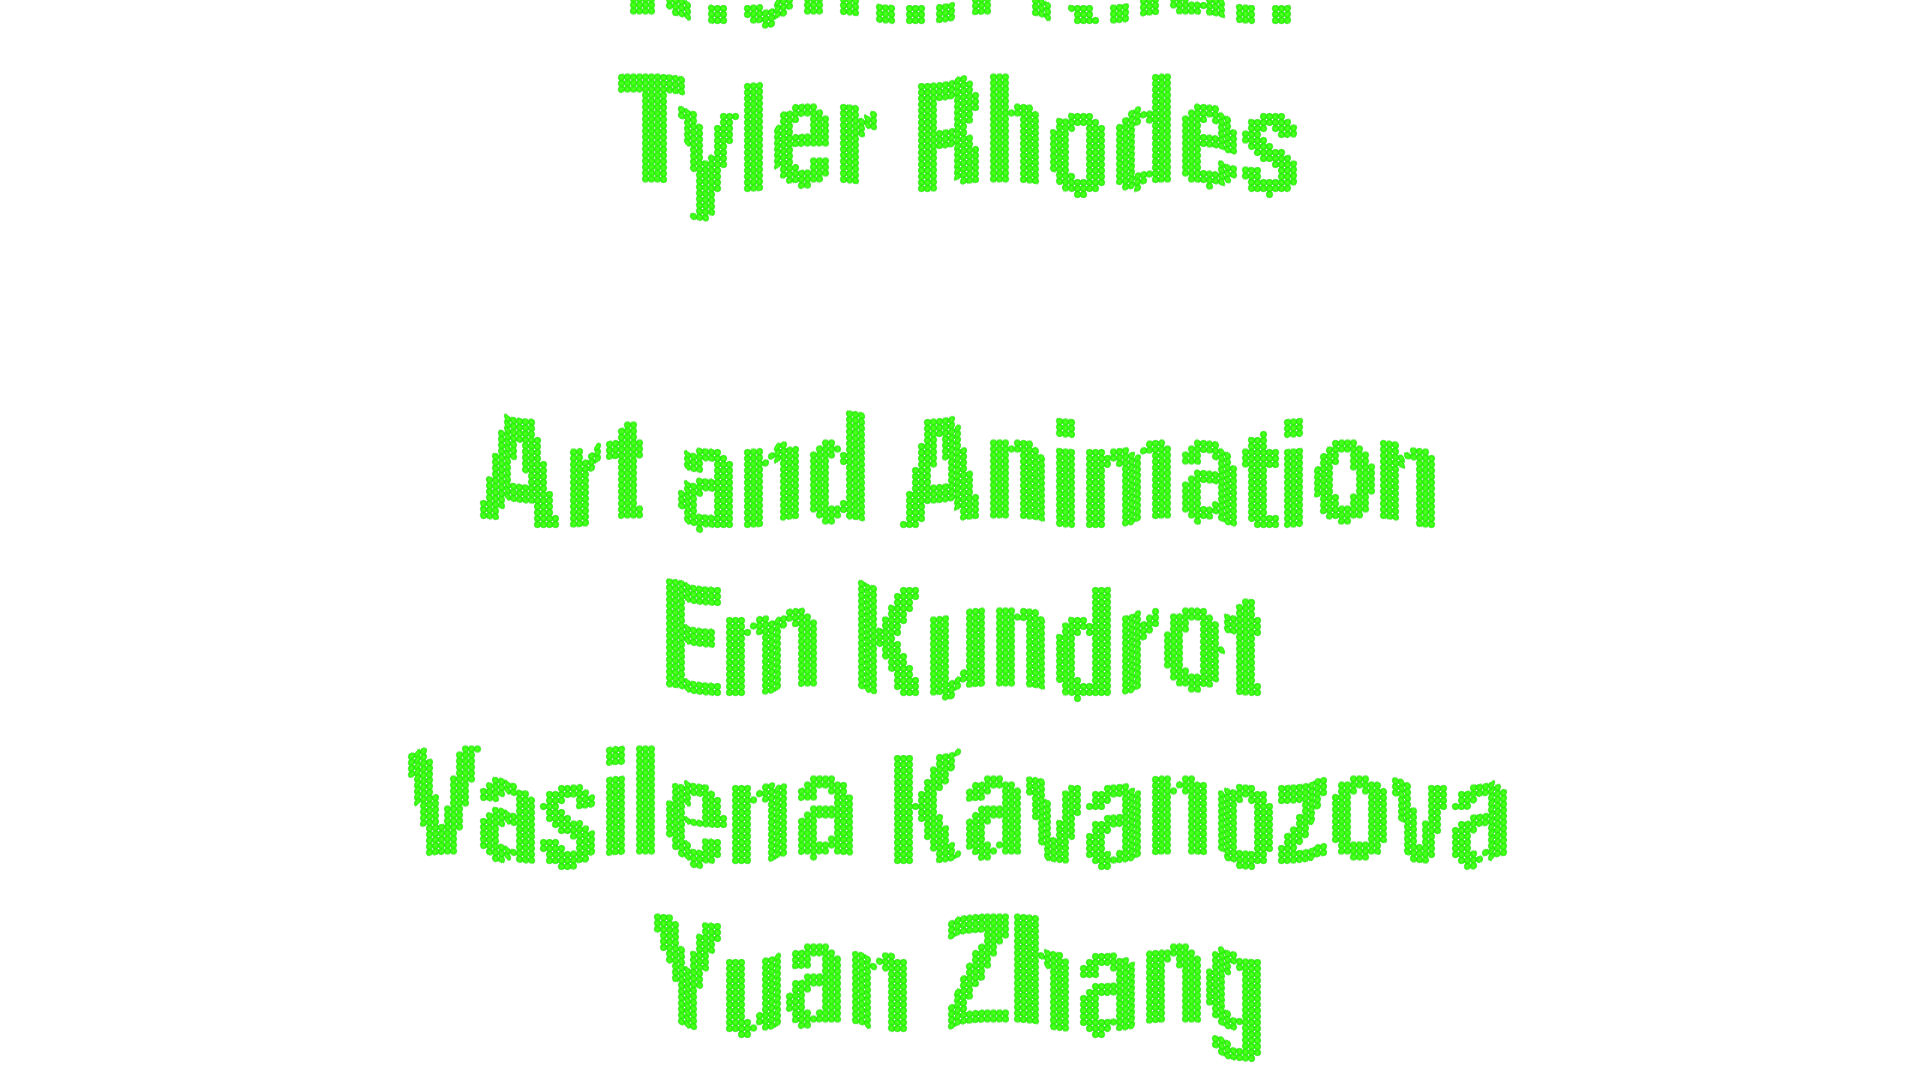 Tyler Rhodes
Art and Animation
Em Kundrot
Vasilena Kavanozova
Yuan Zhang